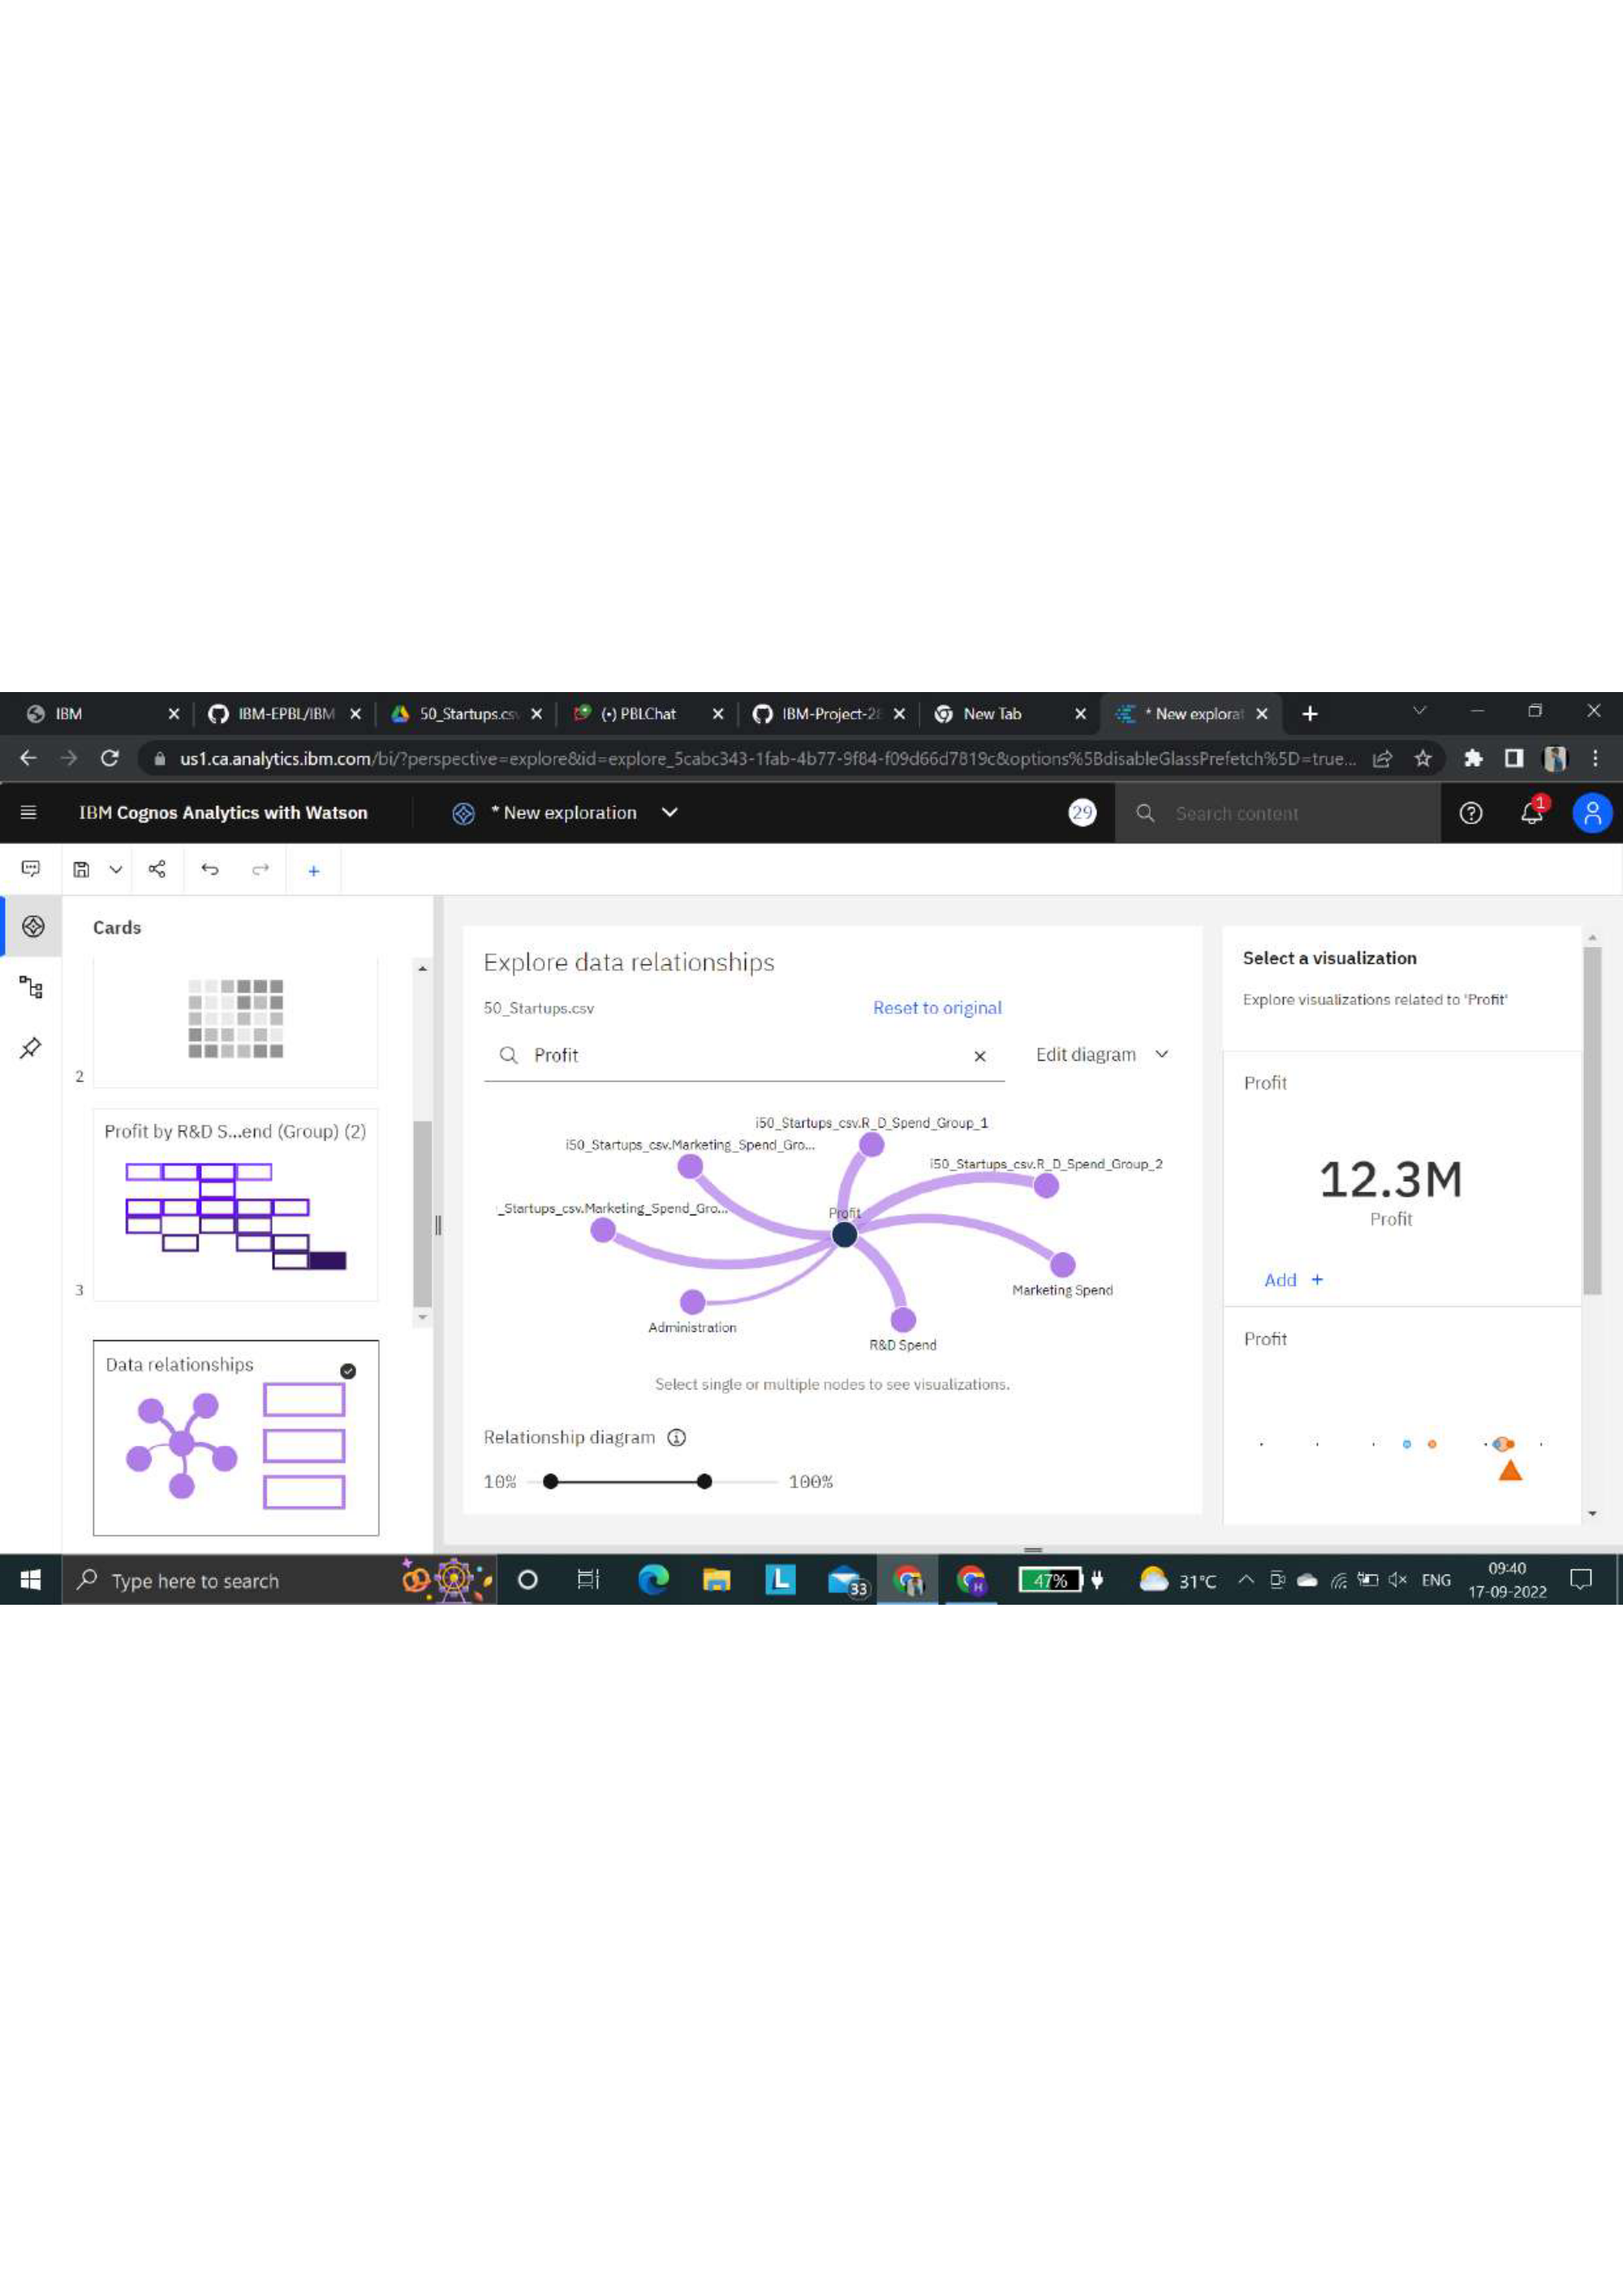 IBM
IBM-EPBL/IBM
50_Startups.cs
(·) PBLChat
IBM-Project-2
New Tab
* New explorat
us1.ca.analytics.ibm.com/bi/?perspective=explore&id=explore_5cabc343-1fab-4b77-9f84-f09d66d7819c&options%5BdisableGlassPrefetch%5D=true...
IBM Cognos Analytics with Watson
* New exploration
29
Search content
1
Cards
2
Profit by R&D S...end (Group) (2)
3
Data relationships
Explore data relationships
50_Startups.csv
Reset to original
Profit
Edit diagram
i50_Startups_csv.R_D_Spend_Group_1
i50_Startups_csv.Marketing_Spend_Gro...
i50_Startups_csv.R_D_Spend_Group_2
_Startups_csv.Marketing_Spend_Gro...
Profit
Marketing Spend
Administration
R&D Spend
Select single or multiple nodes to see visualizations.
Relationship diagram
10%
100%
Select a visualization
Explore visualizations related to 'Profit'
Profit
12.3M
Profit
Add +
Profit
Type here to search
L
33
H
47%
31°C
ENG
09:40
17-09-2022